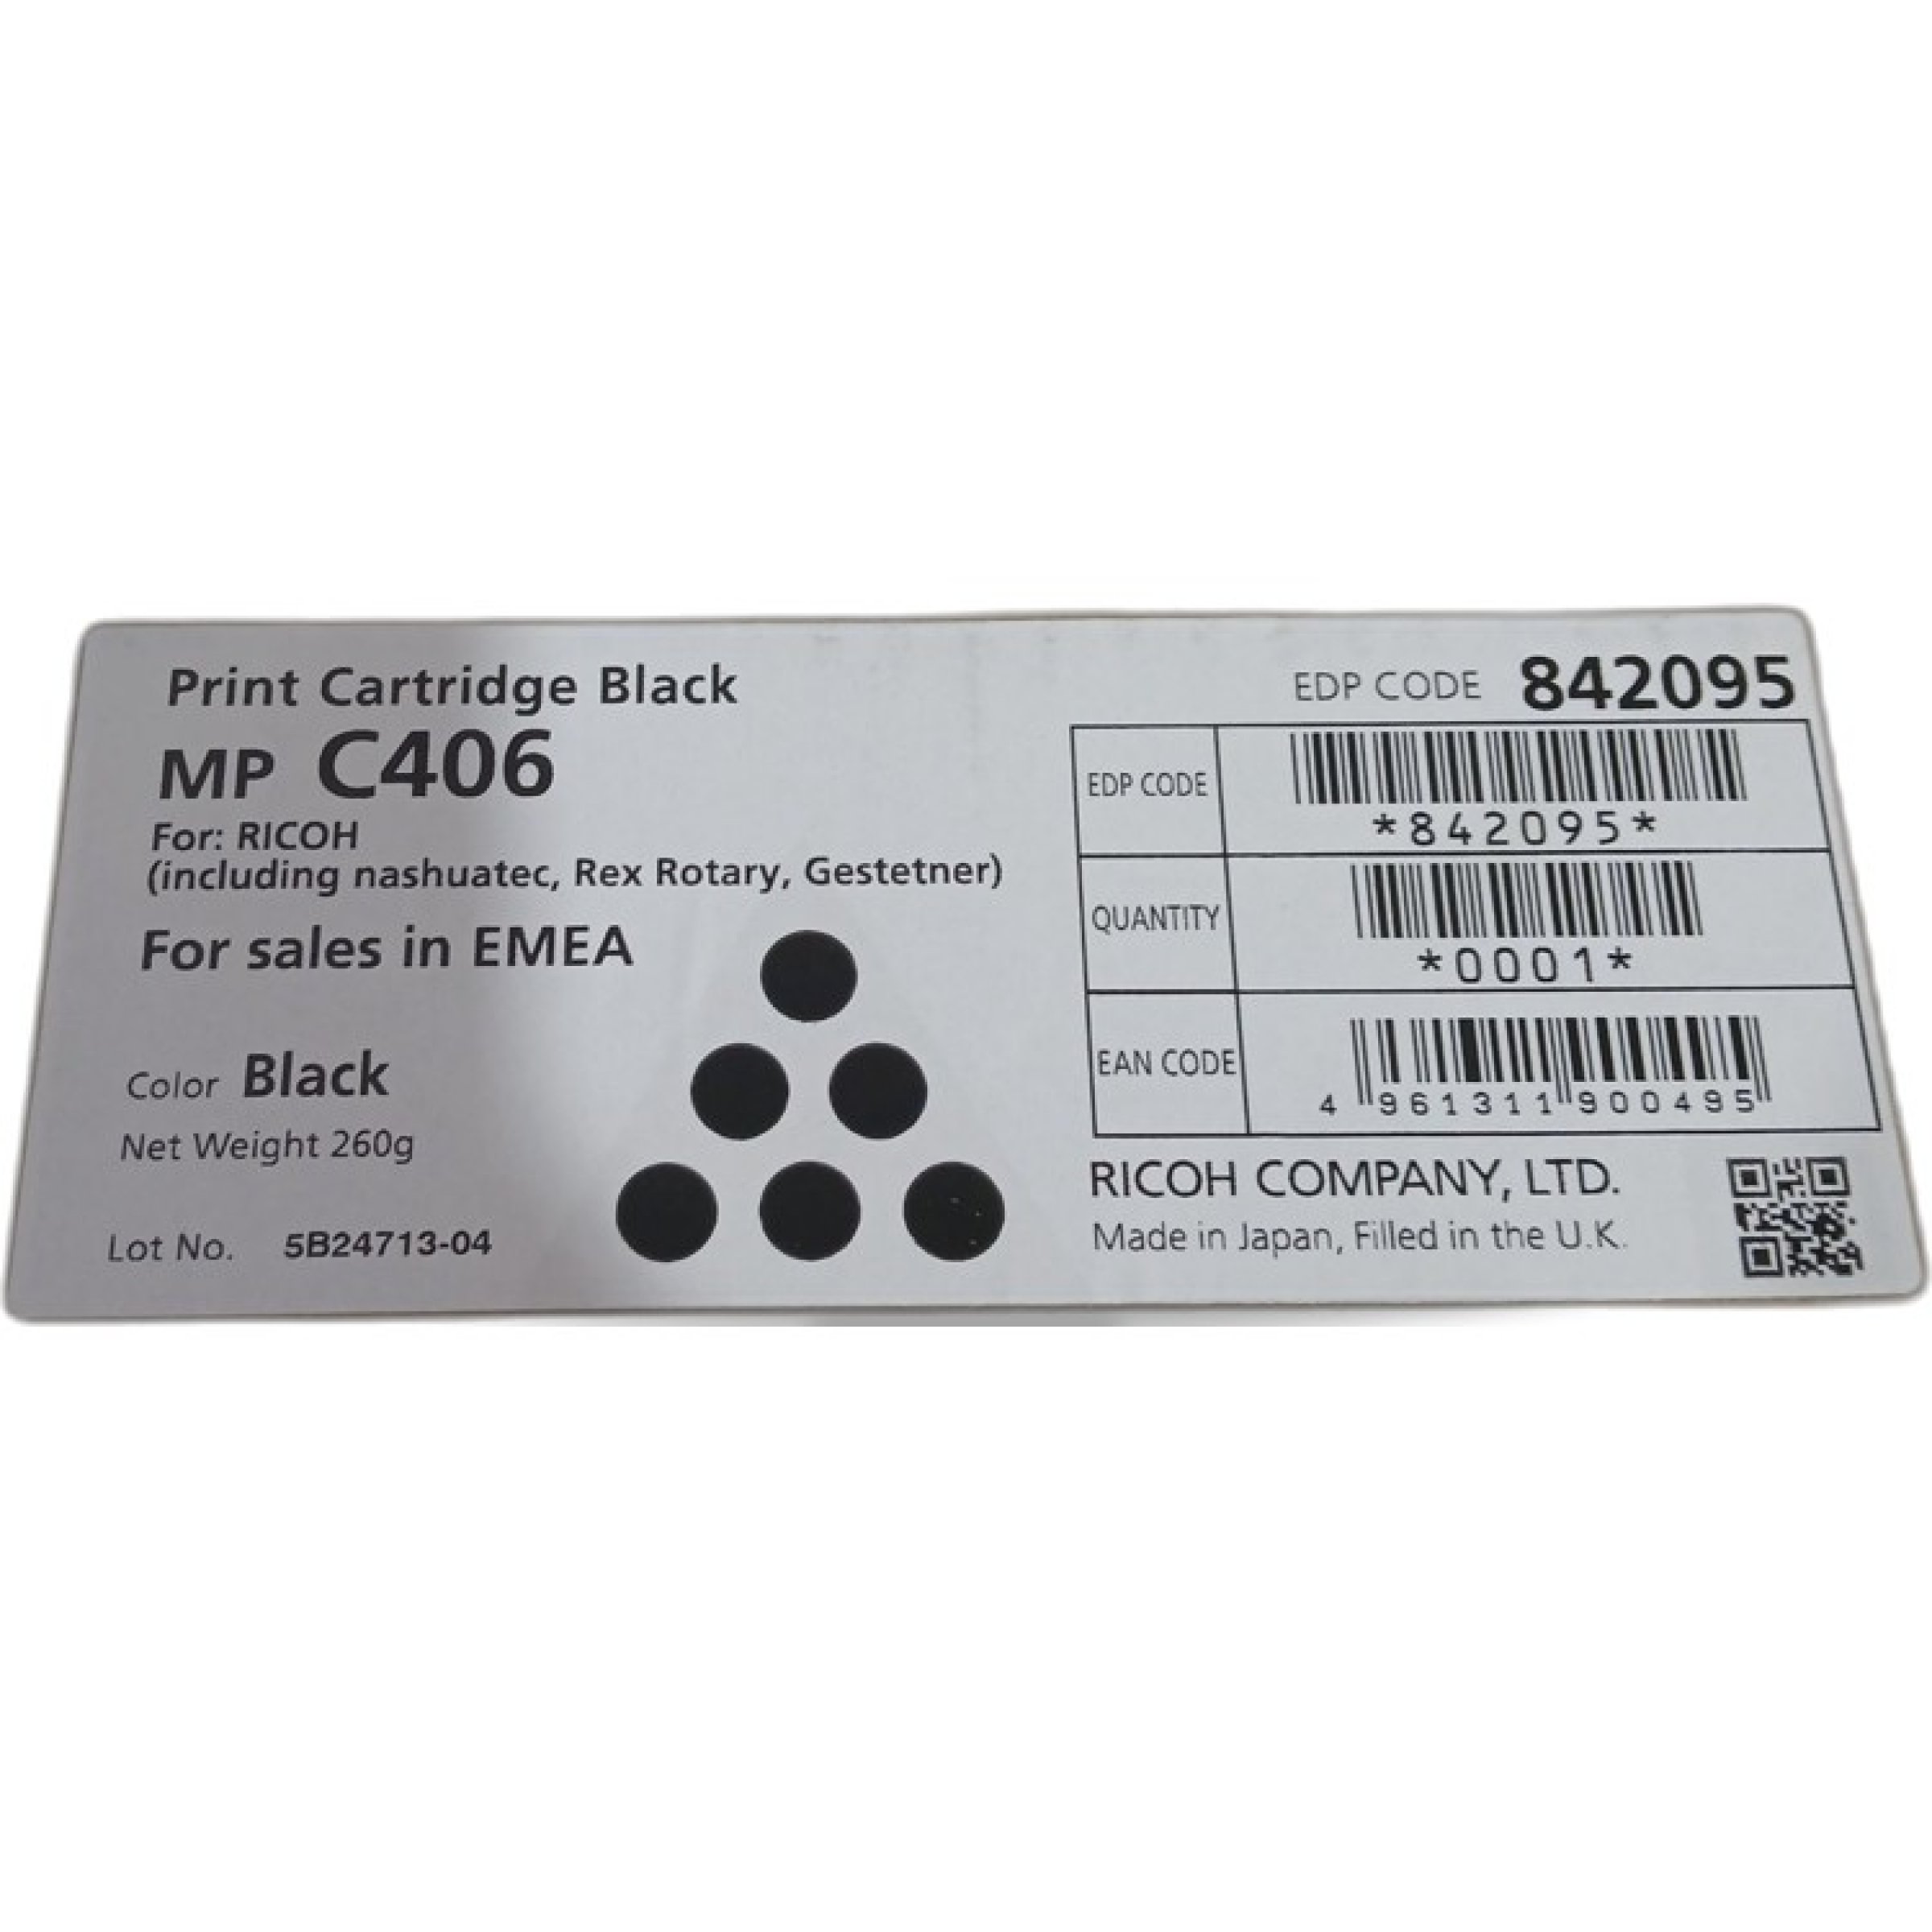 Print Cartridge Black
MP C406
For: RICOH
(including nashuatec, Rex Rotary, Gestetner)
For sales in EMEA
Color Black
Net Weight 260g
Lot No. 5B24713-04
EDP CODE 842095
EDP CODE
*842095*
QUANTITY
*0001*
EAN CODE
4 961311 900495
RICOH COMPANY, LTD.
Made in Japan, Filled in the U.K.